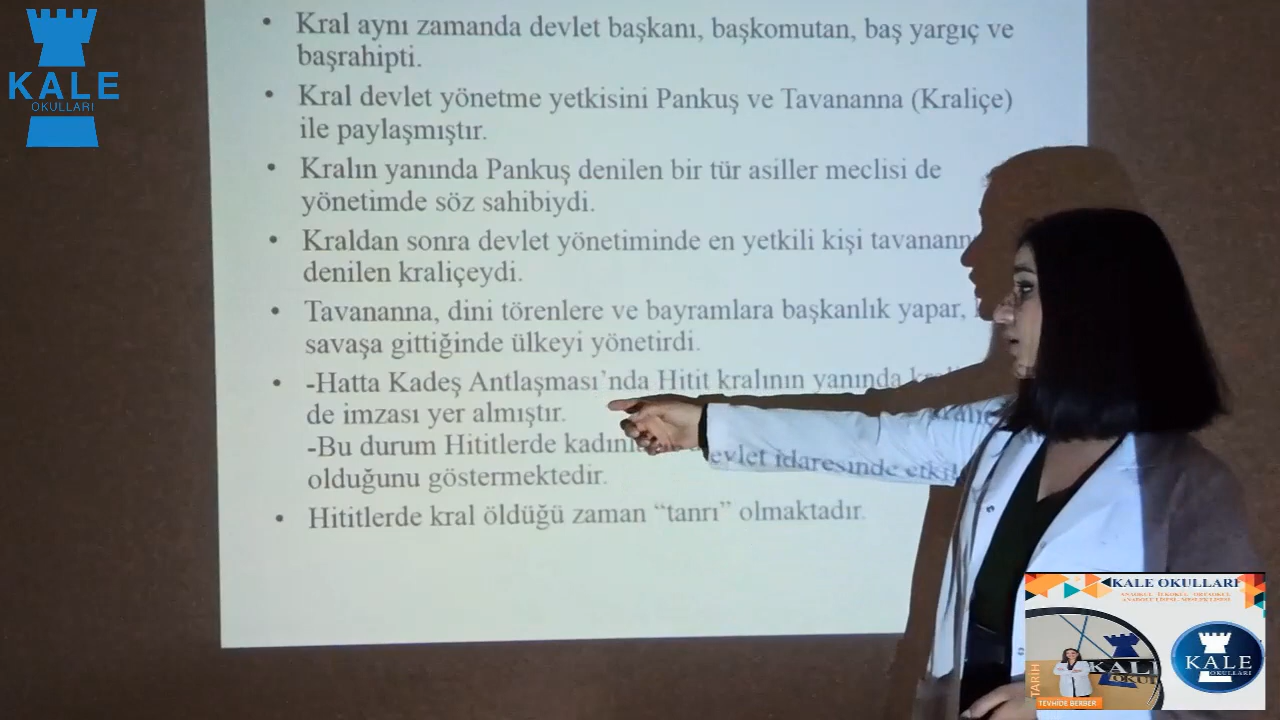 KALE
OKULLARI
• Kral aynı zamanda devlet başkanı, başkomutan, baş yargıç ve
başrahipti.
• Kral devlet yönetme yetkisini Pankuş ve Tavananna (Kraliçe)
ile paylaşmıştır.
• Kralın yanında Pankuş denilen bir tür asiller meclisi de
yönetimde söz sahibiydi.
• Kraldan sonra devlet yönetiminde en yetkili kişi tavanann
denilen kraliçeydi.
• Tavananna, dini törenlere ve bayramlara başkanlık yapar,
savaşa gittiğinde ülkeyi yönetirdi.
• -Hatta Kadeş Antlaşması’nda Hitit kralının yanında
de imzası yer almıştır.
-Bu durum Hititlerde evlet idaresinde
olduğunu göstermektedir.
• Hititlerde kral öldüğü zaman “tanrı” olmaktadır.
KALE OKULLARI
TARİH
TEVHİDE BERBER
KALE
OKULLARI